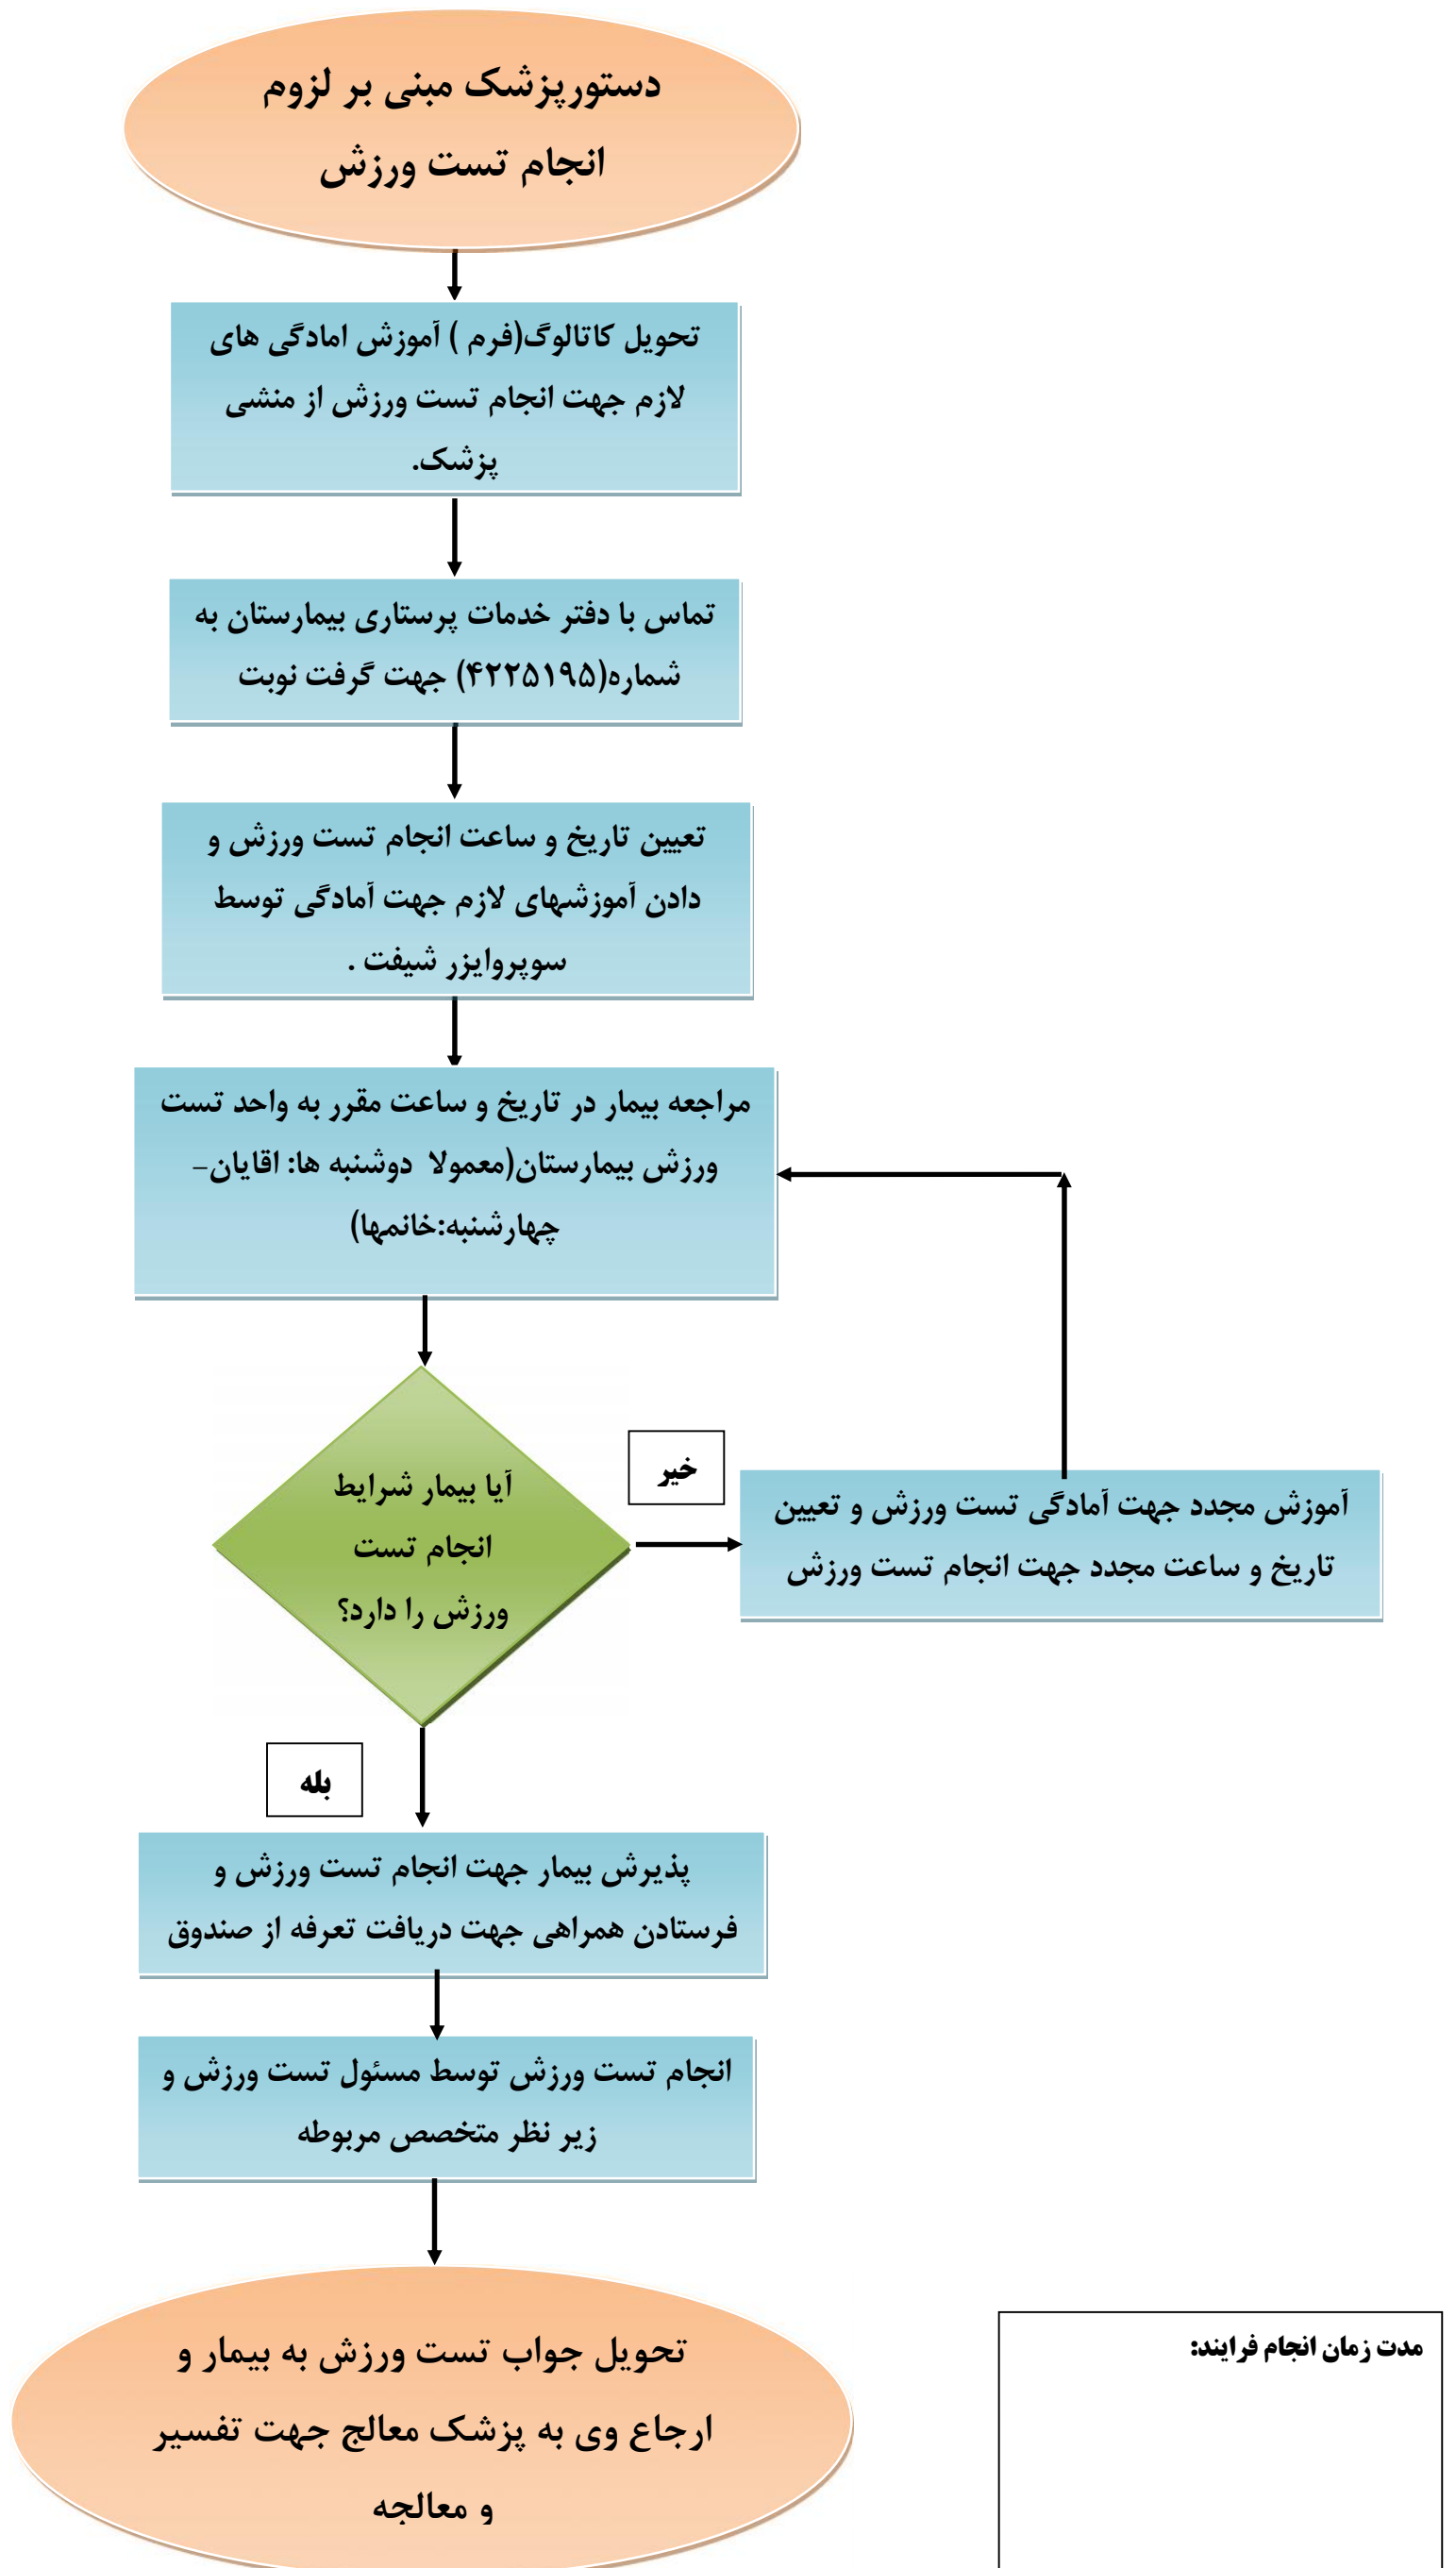 دستورپزشک مبنی بر لزوم
انجام تست ورزش
تحویل کاتالوگ(فرم ) آموزش امادگی های
لازم جهت انجام تست ورزش از منشی
پزشک.
تماس با دفتر خدمات پرستاری بیمارستان به
شماره(۴۲۲۵۱۹۵) جهت گرفت نوبت
تعیین تاریخ و ساعت انجام تست ورزش و
دادن آموزشهای لازم جهت آمادگی توسط
سوپروایزر شیفت .
مراجعه بیمار در تاریخ و ساعت مقرر به واحد تست
ورزش بیمارستان(معمولا  دوشنبه ها: اقایان–
چهارشنبه:خانمها)
آیا بیمار شرایط
انجام تست
ورزش را دارد؟
خیر
آموزش مجدد جهت آمادگی تست ورزش و تعیین
تاریخ و ساعت مجدد جهت انجام تست ورزش
بله
پذیرش بیمار جهت انجام تست ورزش و
فرستادن همراهی جهت دریافت تعرفه از صندوق
انجام تست ورزش توسط مسئول تست ورزش و
زیر نظر متخصص مربوطه
تحویل جواب تست ورزش به بیمار و
ارجاع وی به پزشک معالج جهت تفسیر
و معالجه
مدت زمان انجام فرایند: